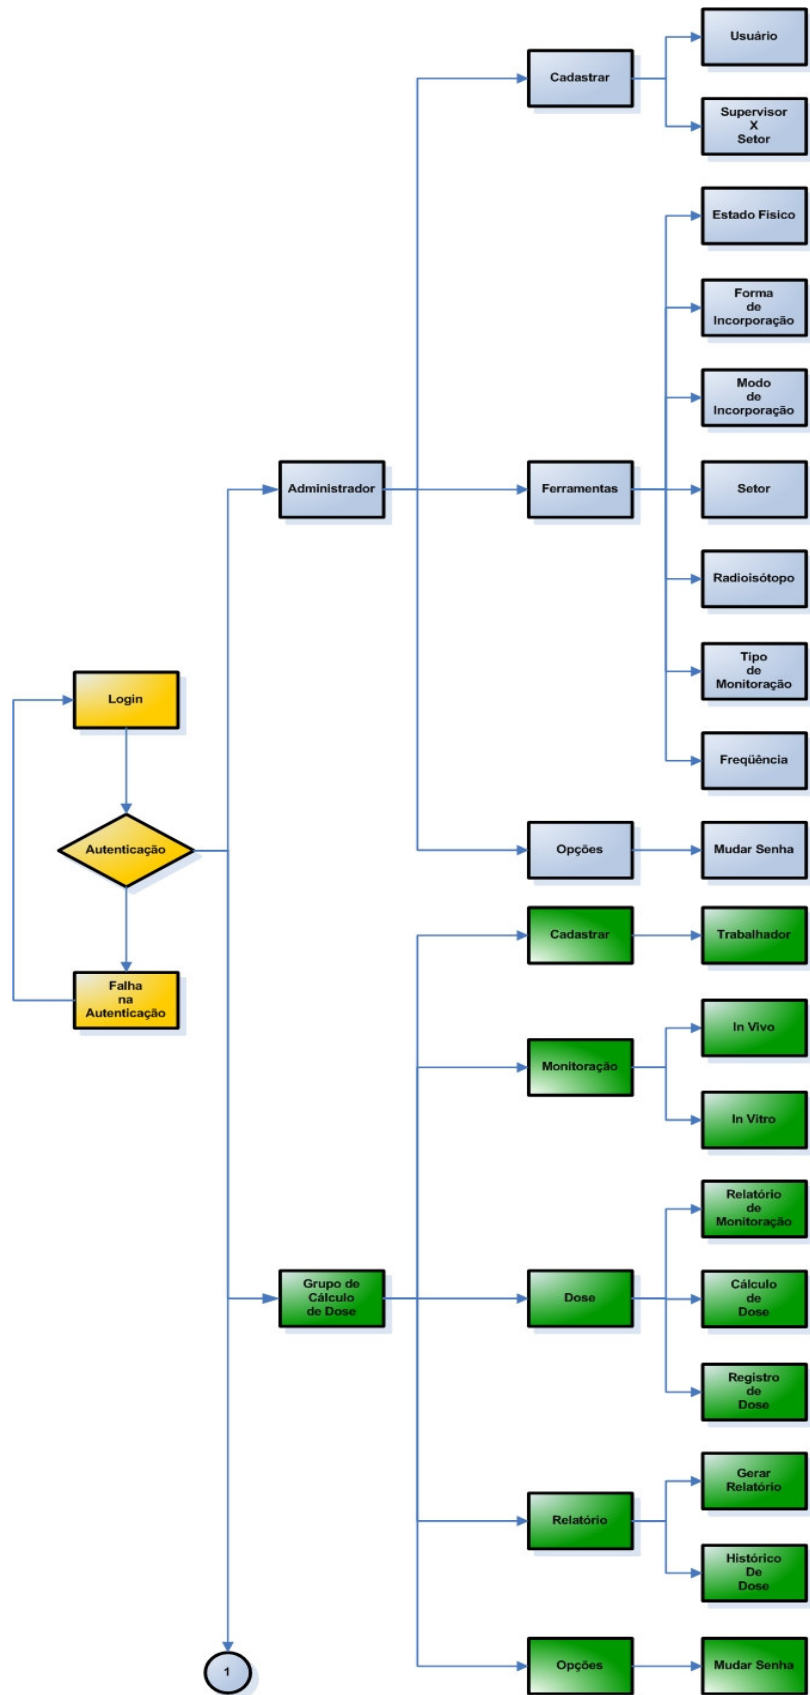 Usuário
Cadastrar
Supervisor
X
Setor
Estado Fisico
Forma
de
Incorporação
Modo
de
Incorporação
Administrador
Ferramentas
Setor
Radioisótopo
Tipo
de
Monitoração
Login
Freqüência
Autenticação
Opções
Mudar Senha
Cadastrar
Trabalhador
Falha
na
Autenticação
In Vivo
Monitoração
In Vitro
Relatório
de
Monitoração
Grupo de
Cálculo
de Dose
Dose
Cálculo
de
Dose
Registro
de
Dose
Gerar
Relatório
Relatório
Histórico
De
Dose
1
Opções
Mudar Senha